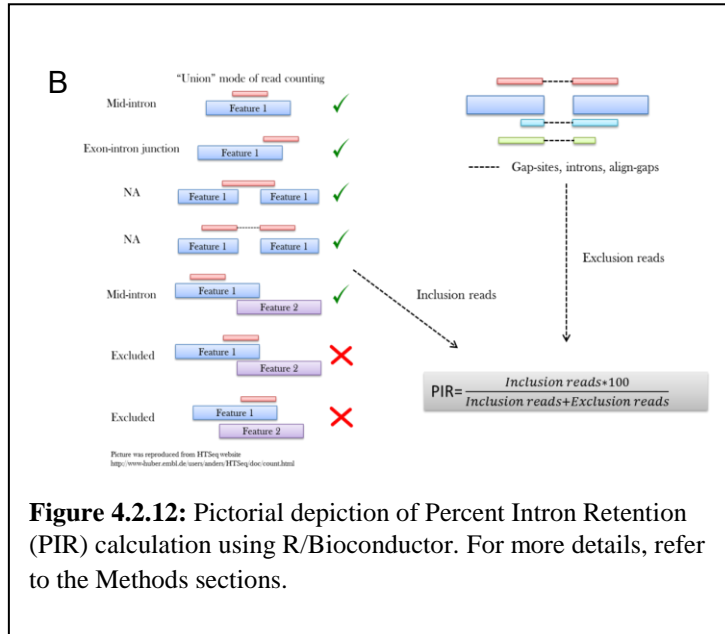 B
“Union” mode of read counting
Mid-intron
Feature 1
Exon-intron junction
Feature 1
NA
Feature 1 Feature 1
NA
Feature 1 Feature 1
Mid-intron
Feature 1
Feature 2
Excluded
Feature 1
Feature 2
Excluded
Feature 1
Feature 2
Picture was reproduced from HTSeq website
http://www-huber.embl.de/users/anders/HTSeq/doc/count.html
Gap-sites, introns, align-gaps
Exclusion reads
Inclusion reads
PIR= Inclusion reads*100
Inclusion reads+Exclusion reads
Figure 4.2.12: Pictorial depiction of Percent Intron Retention
(PIR) calculation using R/Bioconductor. For more details, refer
to the Methods sections.